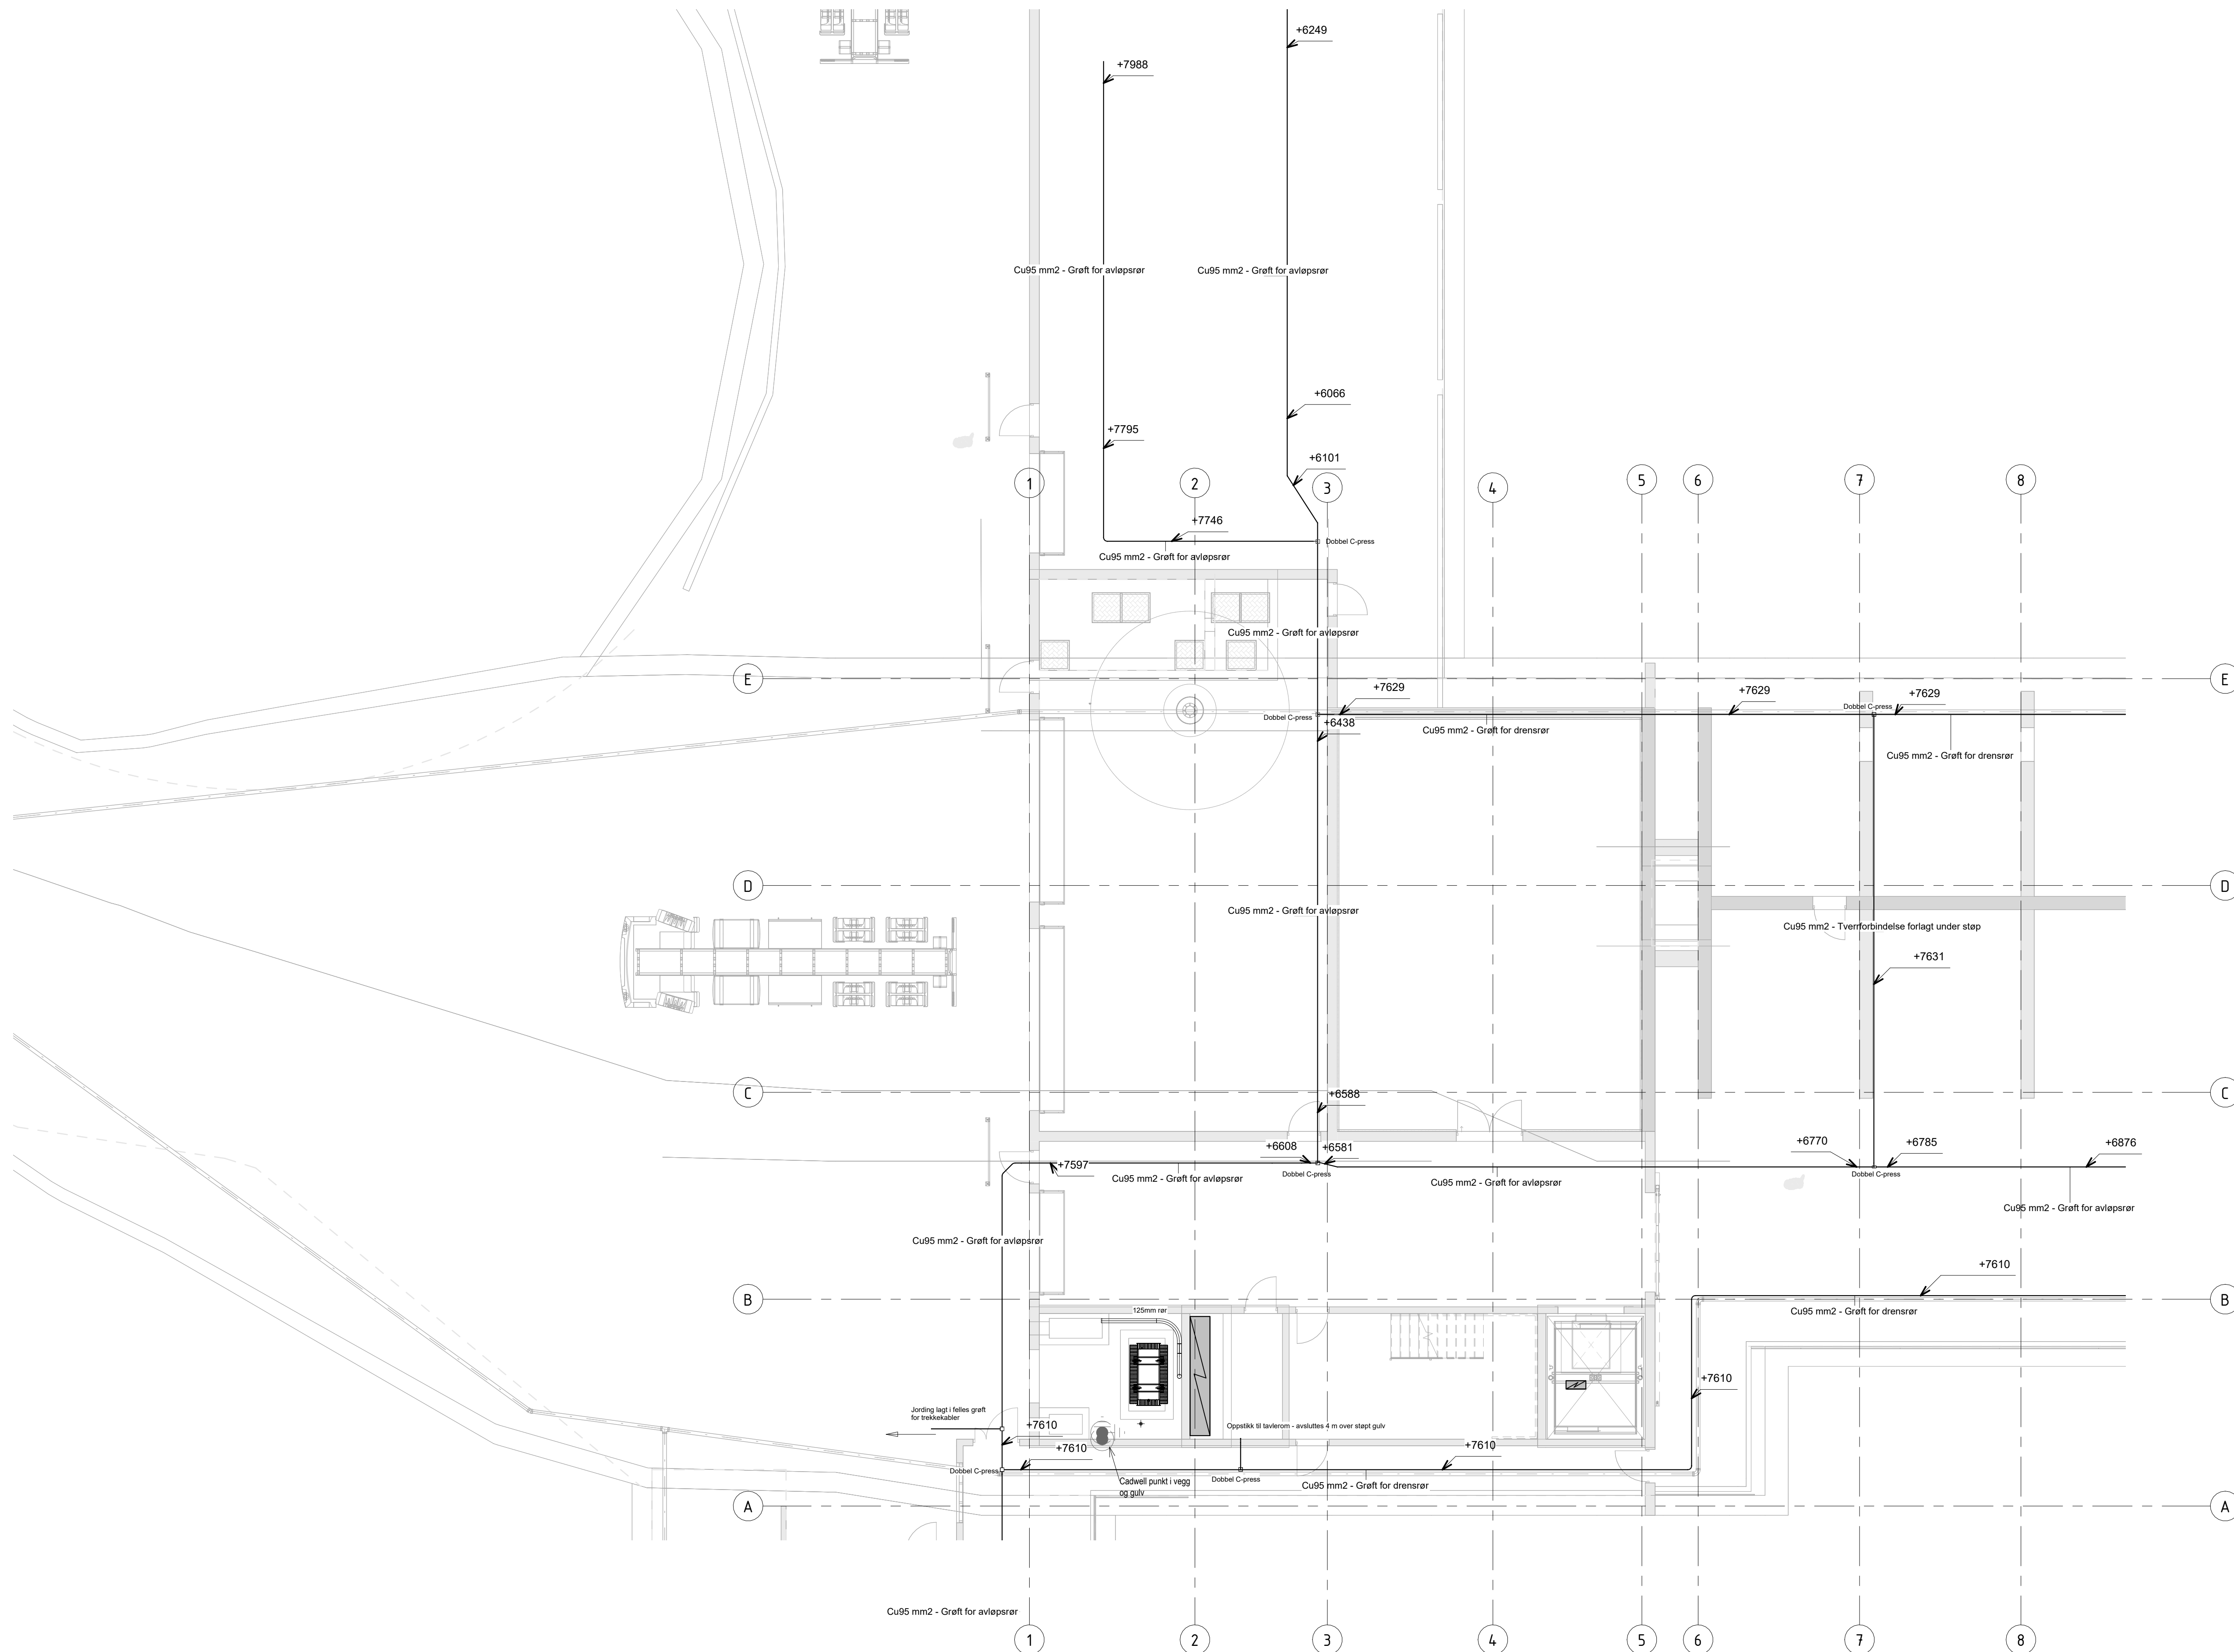 +6249
+7988
Cu95 mm2 - Grøft for avløpsrør
Cu95 mm2 - Grøft for avløpsrør
+6066
+7795
+6101
1
2
3
4
5
6
7
8
+7746
Dobbel C-press
Cu95 mm2 - Grøft for avløpsrør
Cu95 mm2 - Grøft for avløpsrør
E
E
+7629
+7629
+7629
Dobbel C-press
Dobbel C-press
+6438
Cu95 mm2 - Grøft for drensrør
Cu95 mm2 - Grøft for drensrør
D
D
Cu95 mm2 - Grøft for avløpsrør
Cu95 mm2 - Tverrforbindelse forlagt under støp
+7631
C
C
+6588
+6608
+6581
+6770
+6785
+6876
+7597
Dobbel C-press
Dobbel C-press
Cu95 mm2 - Grøft for avløpsrør
Cu95 mm2 - Grøft for avløpsrør
Cu95 mm2 - Grøft for avløpsrør
Cu95 mm2 - Grøft for avløpsrør
+7610
B
B
125mm rør
Cu95 mm2 - Grøft for drensrør
+7610
Jording lagt i felles grøft
for trekkekabler
+7610
Oppstikk til tavlerom - avsluttes 4 m over støpt gulv
+7610
+7610
Dobbel C-press
Cadwell punkt i vegg
og gulv
Dobbel C-press
Cu95 mm2 - Grøft for drensrør
A
A
Cu95 mm2 - Grøft for avløpsrør
1
2
3
4
5
6
7
8